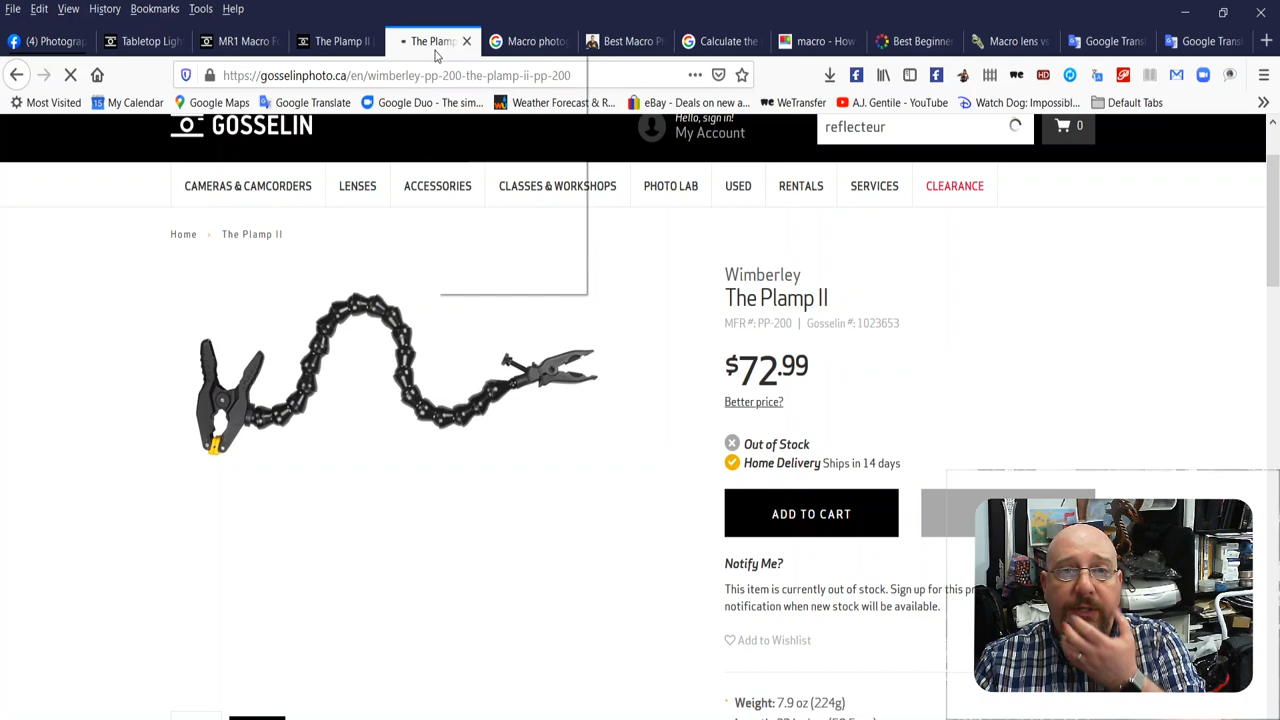 File Edit View History Bookmarks Tools Help
(4) Photogra
Tabletop Ligh
MR1 Macro F
The Plamp II
The Plamp
Macro photo
Best Macro P
Calculate the
macro - How
Best Beginner
Macro lens vs
Google Trans
Google Trans
https://gosselinphoto.ca/en/wimberley-pp-200-the-plamp-ii-pp-200
Most Visited
My Calendar
Google Maps
Google Translate
Google Duo - The sim...
Weather Forecast & R...
eBay - Deals on new a...
WeTransfer
A.J. Gentile - YouTube
Watch Dog: Impossibl...
Default Tabs
GOSSELIN
Hello, sign in!
My Account
reflecteur
0
CAMERAS & CAMCORDERS LENSES ACCESSORIES CLASSES & WORKSHOPS PHOTO LAB USED RENTALS SERVICES CLEARANCE
Home › The Plamp II
Wimberley
The Plamp II
MFR #: PP-200 | Gosselin #: 1023653
$72.99
Better price?
Out of Stock
Home Delivery Ships in 14 days
ADD TO CART
Notify Me?
This item is currently out of stock. Sign up for this pr
notification when new stock will be available.
Add to Wishlist
Weight: 7.9 oz (224g)